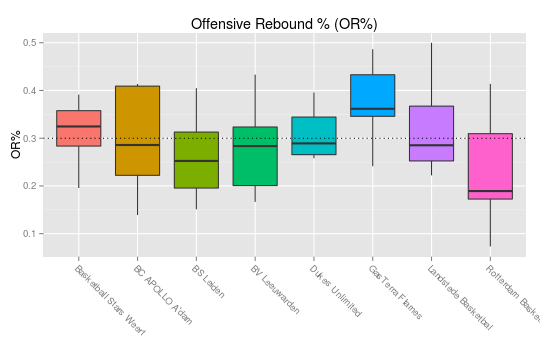 Offensive Rebound % (OR%)
OR%
0.5
0.4
0.3
0.2
0.1
Basketball Stars Weert
BC APOLLO A'dam
BS Leiden
BV Leeuwarden
Dukes Unlimited
GasTerra Flames
Landstede Basketbal
Rotterdam